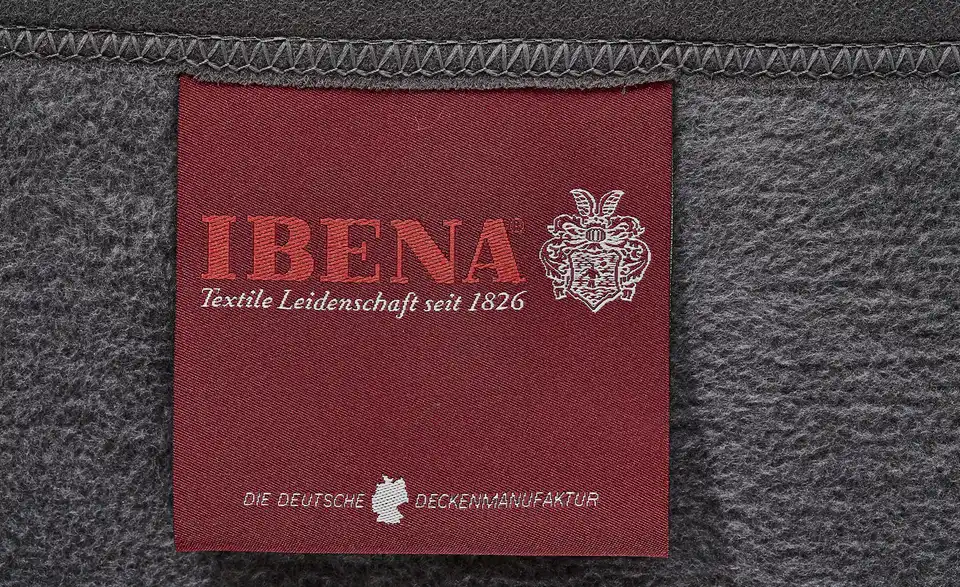 IBENA
Textile Leidenschaft seit 1826
DIE DEUTSCHE DECKENMANUFAKTUR